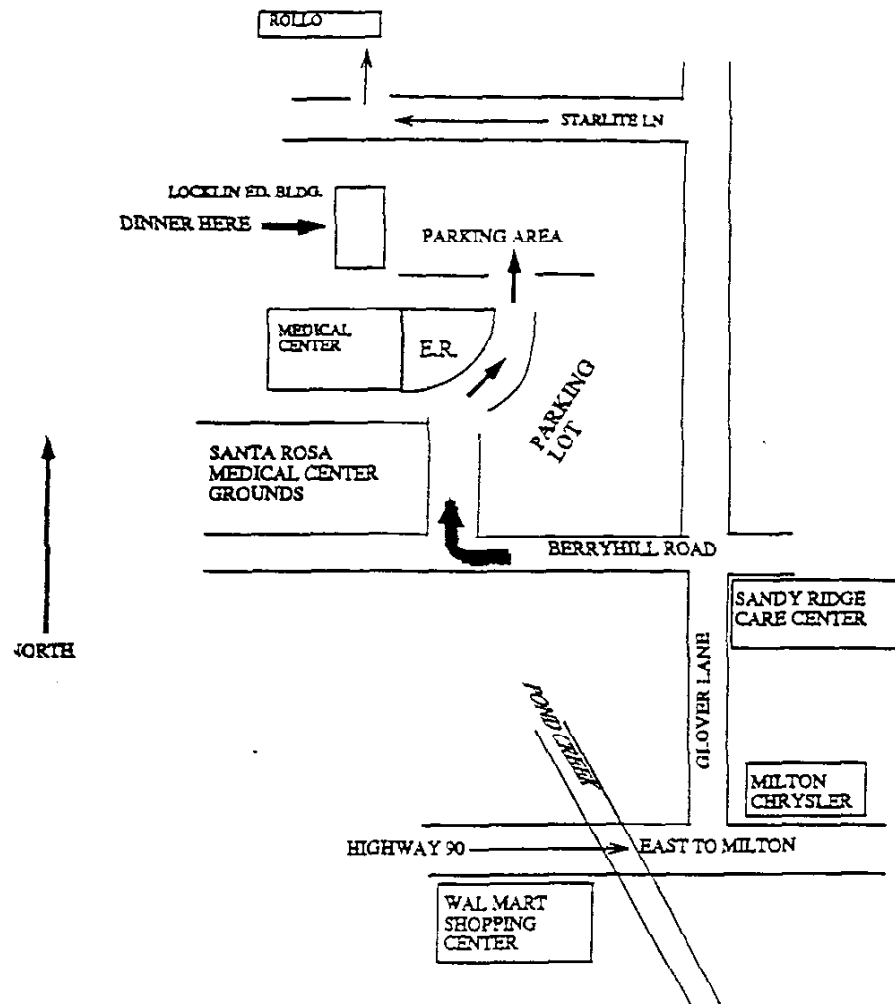 ROLLO
STARLITE LN
LOCKLIN ED. BLDG.
DINNER HERE
PARKING AREA
MEDICAL
CENTER
E.R.
PARKING
LOT
SANTA ROSA
MEDICAL CENTER
GROUNDS
BERRYHILL ROAD
NORTH
SANDY RIDGE
CARE CENTER
GLOVER LANE
POND CREEK
MILTON
CHRYSLER
HIGHWAY 90
EAST TO MILTON
WAL MART
SHOPPING
CENTER